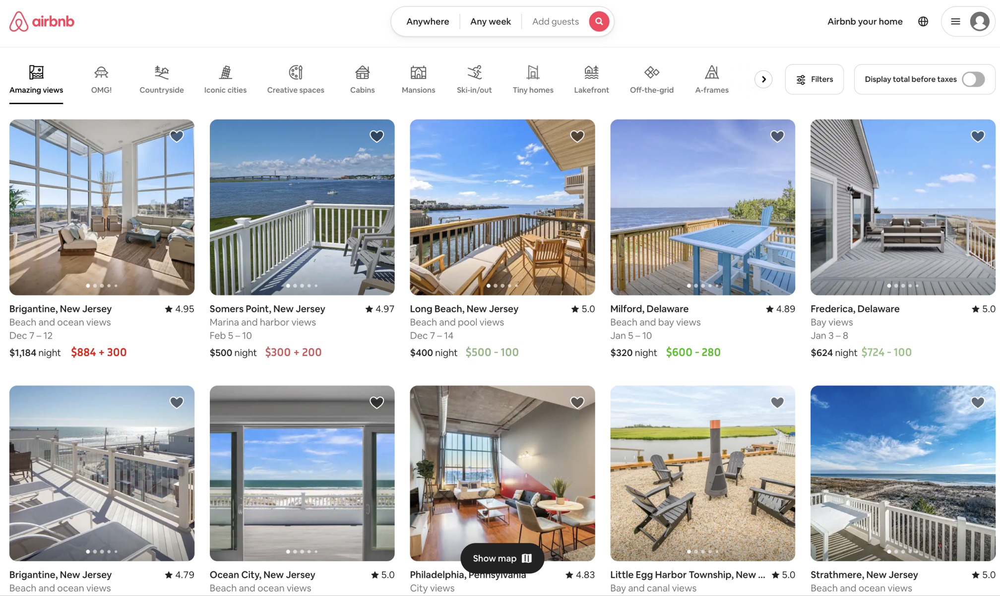 airbnb
Anywhere Any week Add guests
Airbnb your home
Amazing views OMG! Countryside Iconic cities Creative spaces Cabins Mansions Ski-in/out Tiny homes Lakefront Off-the-grid A-frames
Filters
Display total before taxes
Brigantine, New Jersey ★ 4.95
Beach and ocean views
Dec 7 – 12
$1,184 night $884 + 300
Somers Point, New Jersey ★ 4.97
Marina and harbor views
Feb 5 – 10
$500 night $300 + 200
Long Beach, New Jersey ★ 5.0
Beach and pool views
Dec 7 – 14
$400 night $500 - 100
Milford, Delaware ★ 4.89
Beach and bay views
Jan 5 – 10
$320 night $600 - 280
Frederica, Delaware ★ 5.0
Bay views
Jan 3 – 8
$624 night $724 - 100
Show map
Brigantine, New Jersey ★ 4.79
Beach and ocean views
Ocean City, New Jersey ★ 5.0
Beach and ocean views
Philadelphia, Pennsylvania ★ 4.83
City views
Little Egg Harbor Township, New ... ★ 5.0
Bay and canal views
Strathmere, New Jersey ★ 5.0
Beach and ocean views